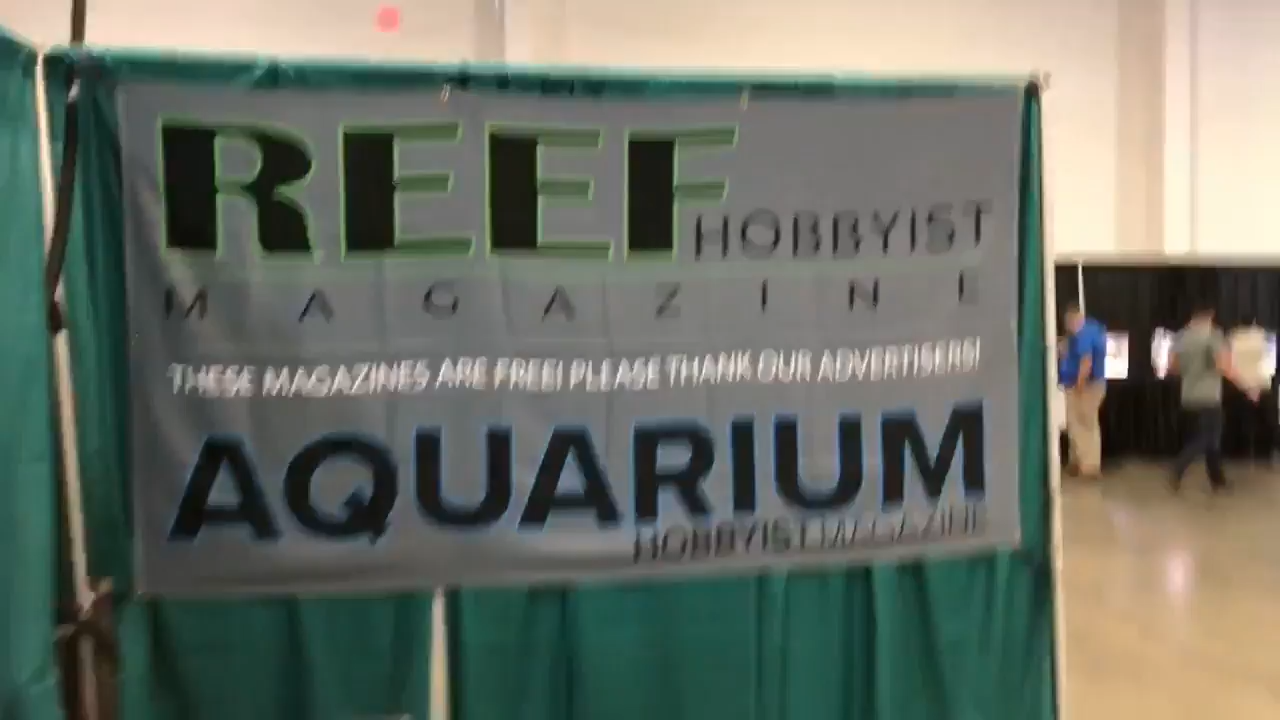 REEF HOBBYIST
MAGAZINE
THESE MAGAZINES ARE FREE! PLEASE THANK OUR ADVERTISERS!
AQUARIUM
HOBBYIST MAGAZINE